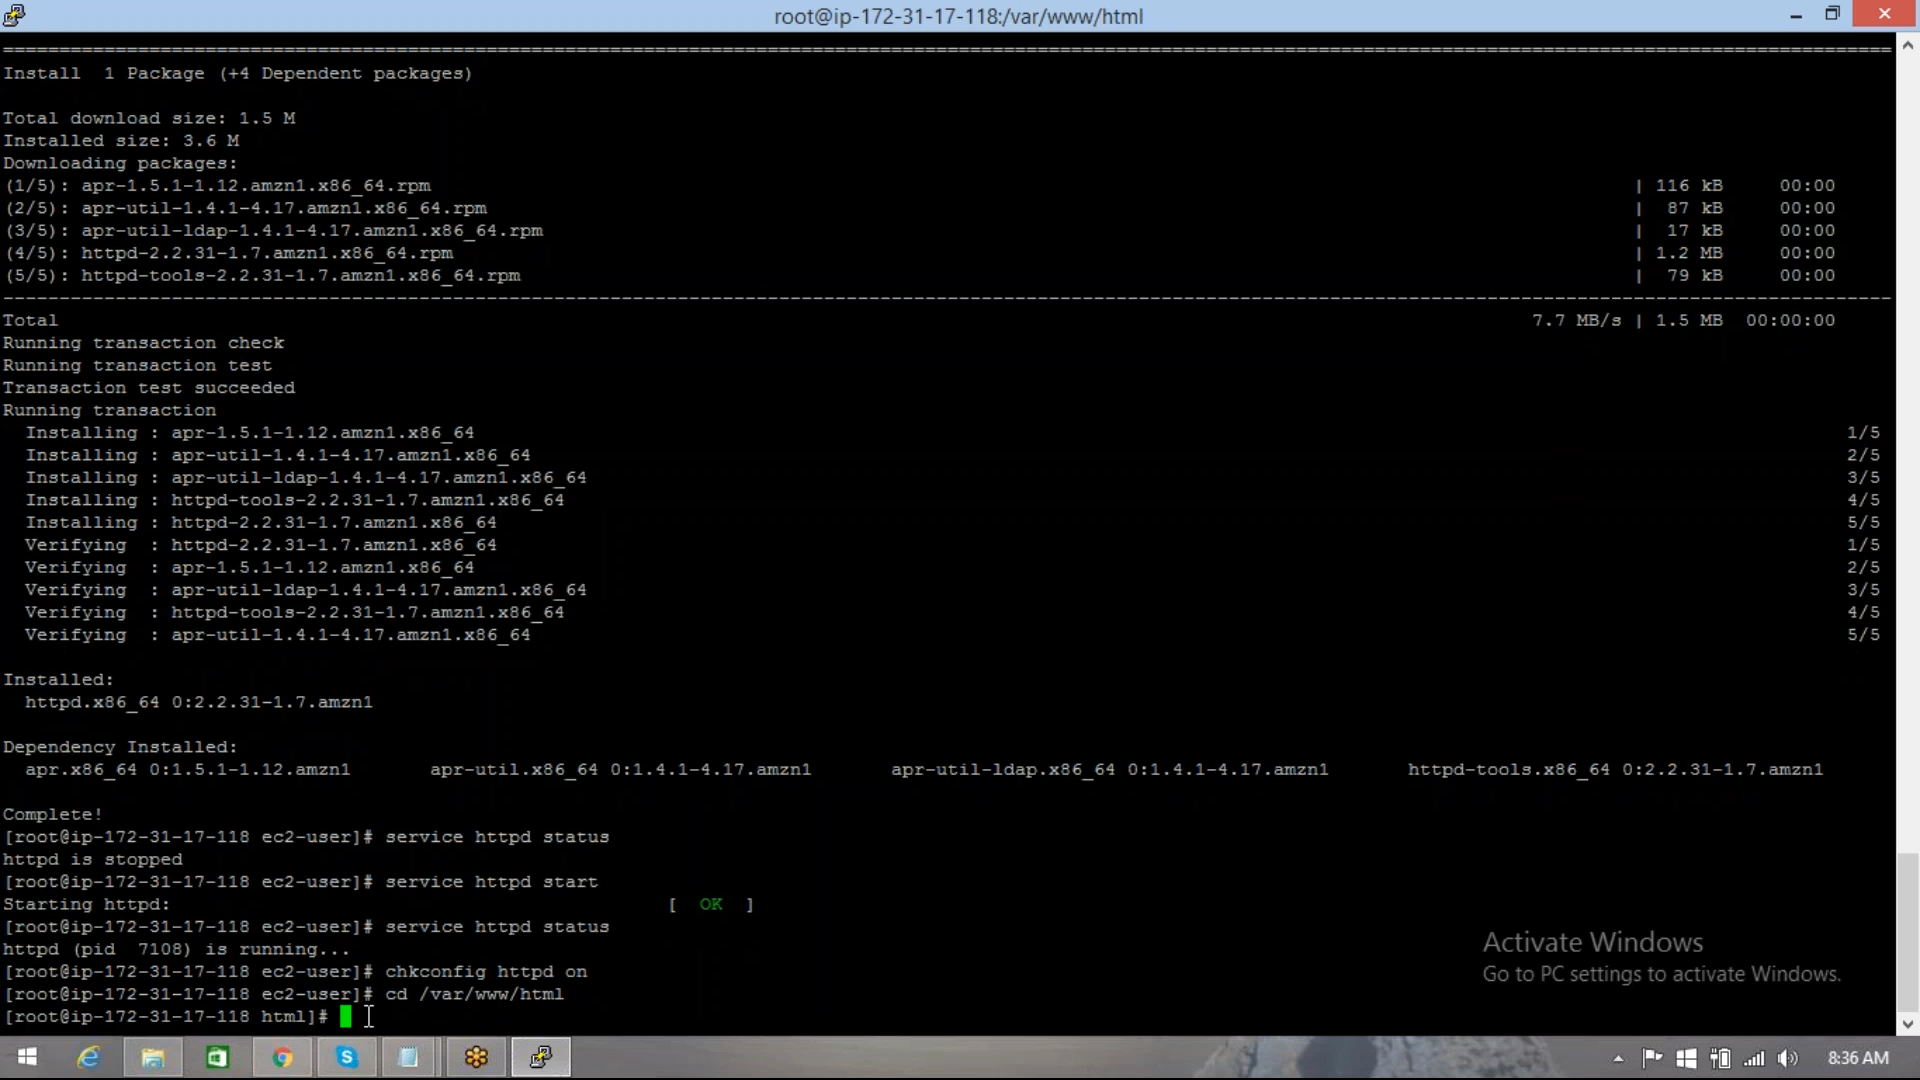 root@ip-172-31-17-118:/var/www/html
================================================================================
Install  1 Package (+4 Dependent packages)
Total download size: 1.5 M
Installed size: 3.6 M
Downloading packages:
(1/5): apr-1.5.1-1.12.amzn1.x86_64.rpm | 116 kB 00:00
(2/5): apr-util-1.4.1-4.17.amzn1.x86_64.rpm | 87 kB 00:00
(3/5): apr-util-ldap-1.4.1-4.17.amzn1.x86_64.rpm | 17 kB 00:00
(4/5): httpd-2.2.31-1.7.amzn1.x86_64.rpm | 1.2 MB 00:00
(5/5): httpd-tools-2.2.31-1.7.amzn1.x86_64.rpm | 79 kB 00:00
--------------------------------------------------------------------------------
Total 7.7 MB/s | 1.5 MB 00:00:00
Running transaction check
Running transaction test
Transaction test succeeded
Running transaction
Installing : apr-1.5.1-1.12.amzn1.x86_64 1/5
Installing : apr-util-1.4.1-4.17.amzn1.x86_64 2/5
Installing : apr-util-ldap-1.4.1-4.17.amzn1.x86_64 3/5
Installing : httpd-tools-2.2.31-1.7.amzn1.x86_64 4/5
Installing : httpd-2.2.31-1.7.amzn1.x86_64 5/5
Verifying : httpd-2.2.31-1.7.amzn1.x86_64 1/5
Verifying : apr-1.5.1-1.12.amzn1.x86_64 2/5
Verifying : apr-util-ldap-1.4.1-4.17.amzn1.x86_64 3/5
Verifying : httpd-tools-2.2.31-1.7.amzn1.x86_64 4/5
Verifying : apr-util-1.4.1-4.17.amzn1.x86_64 5/5
Installed:
httpd.x86_64 0:2.2.31-1.7.amzn1
Dependency Installed:
apr.x86_64 0:1.5.1-1.12.amzn1 apr-util.x86_64 0:1.4.1-4.17.amzn1 apr-util-ldap.x86_64 0:1.4.1-4.17.amzn1 httpd-tools.x86_64 0:2.2.31-1.7.amzn1
Complete!
[root@ip-172-31-17-118 ec2-user]# service httpd status
httpd is stopped
[root@ip-172-31-17-118 ec2-user]# service httpd start
Starting httpd: [ OK ]
[root@ip-172-31-17-118 ec2-user]# service httpd status
httpd (pid 7108) is running...
[root@ip-172-31-17-118 ec2-user]# chkconfig httpd on
[root@ip-172-31-17-118 ec2-user]# cd /var/www/html
[root@ip-172-31-17-118 html]#
Activate Windows
Go to PC settings to activate Windows.
8:36 AM